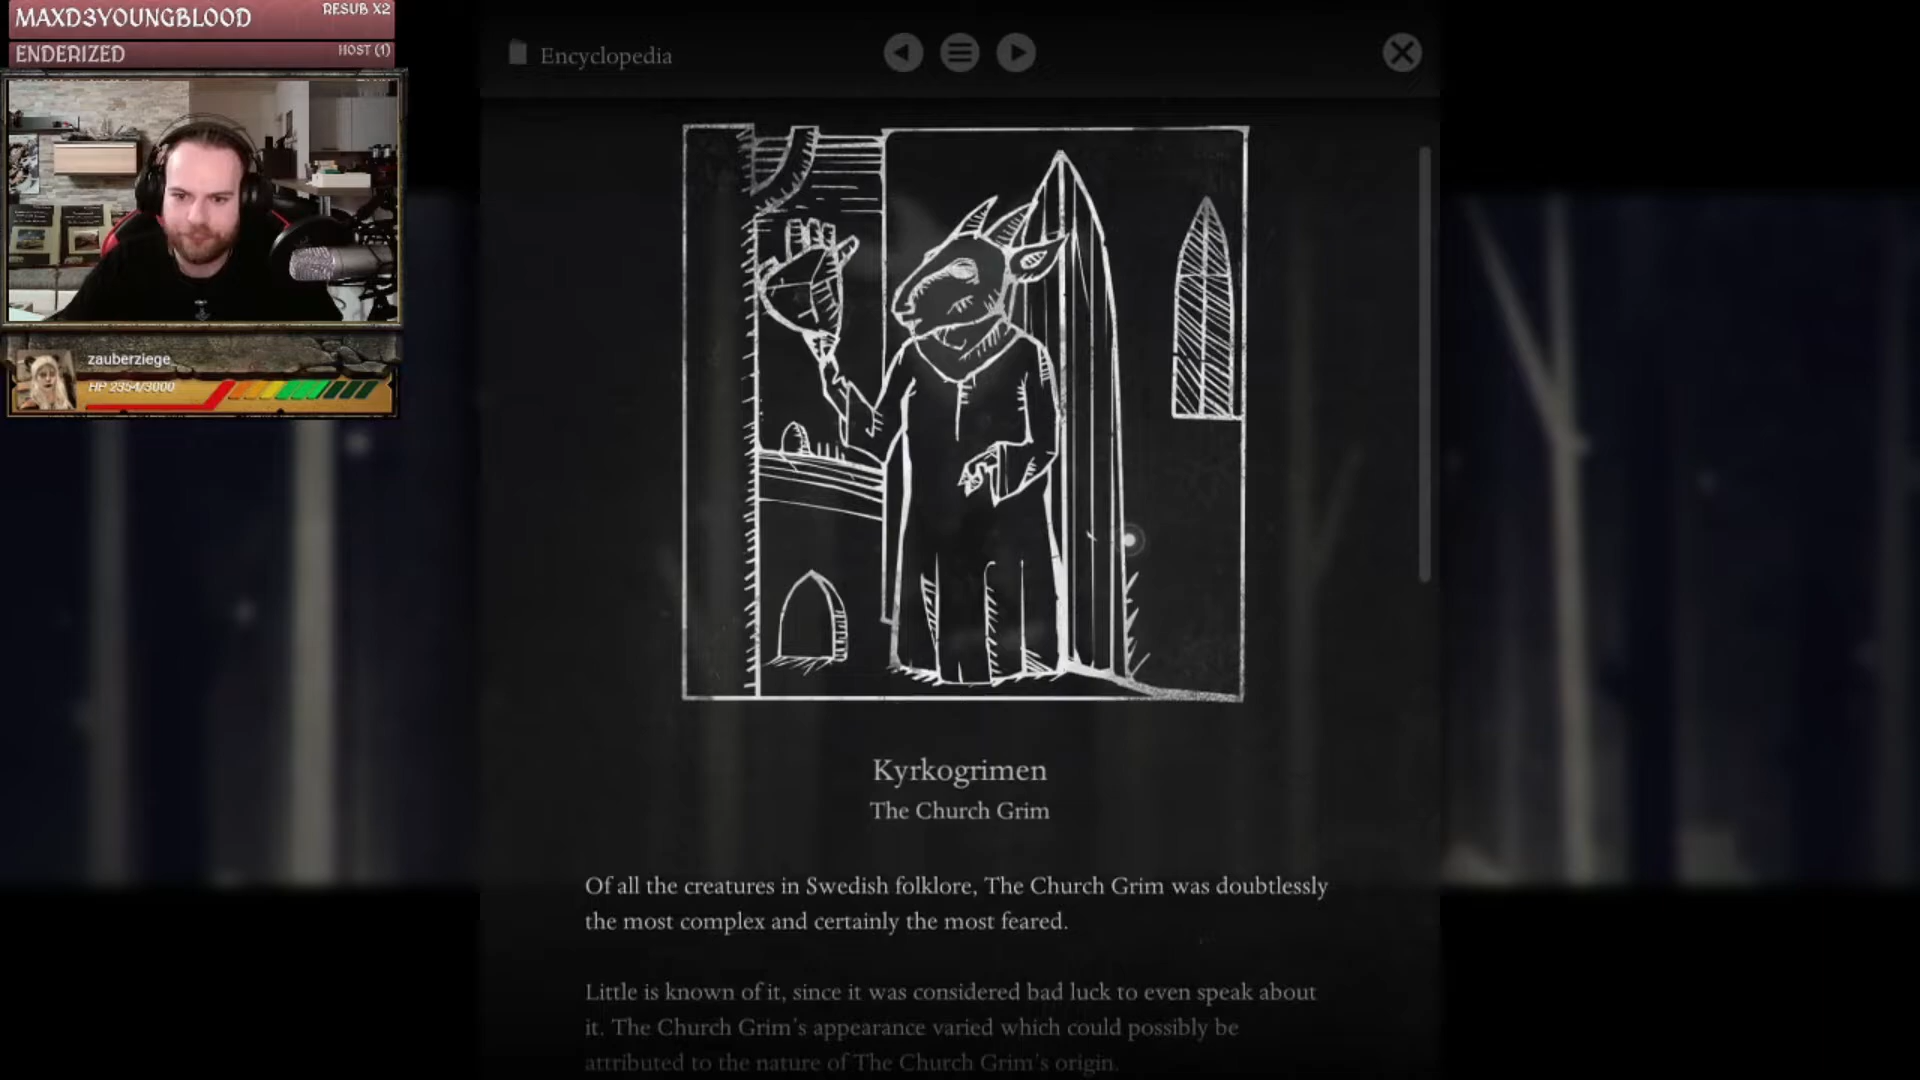 MAXD3YOUNGBLOOD RESUB X2
ENDERIZED HOST (1)
zauberziege
HP 2354/3000
Encyclopedia
Kyrkogrimen
The Church Grim
Of all the creatures in Swedish folklore, The Church Grim was doubtlessly
the most complex and certainly the most feared.
Little is known of it, since it was considered bad luck to even speak about
it. The Church Grim's appearance varied which could possibly be
attributed to the nature of The Church Grim's origin.